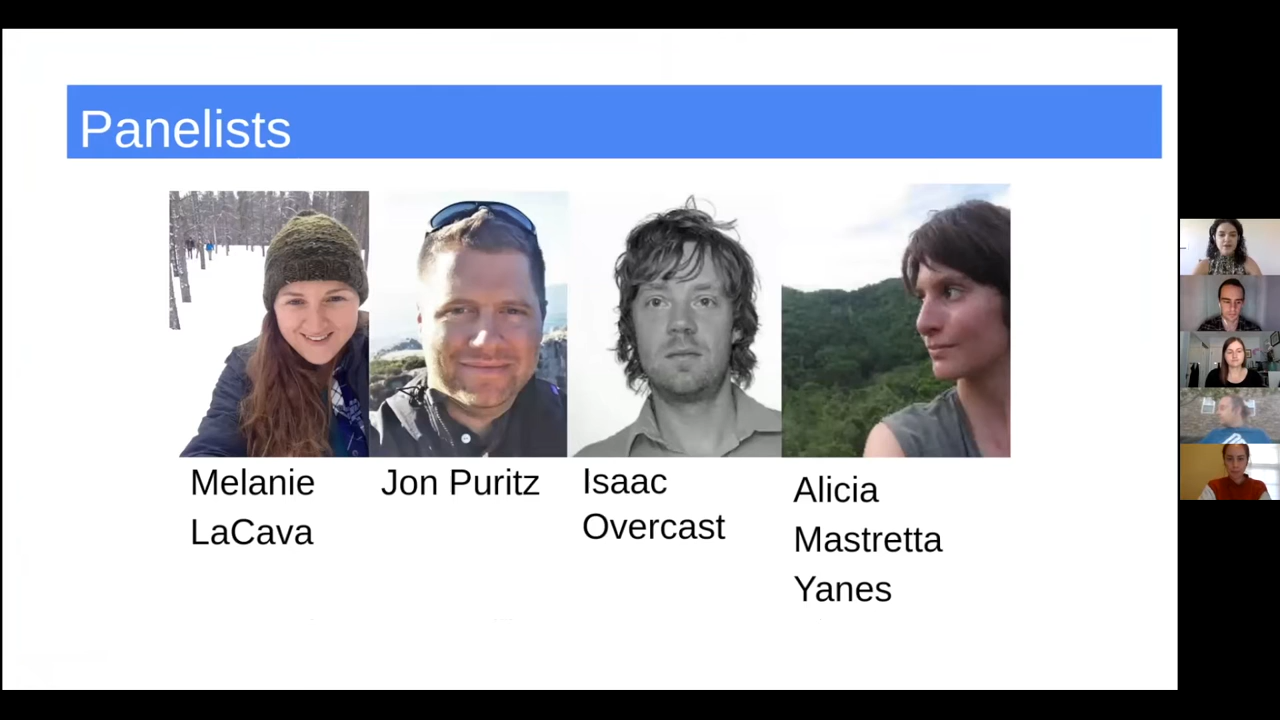 Panelists
Melanie
LaCava
Jon Puritz
Isaac
Overcast
Alicia
Mastretta
Yanes